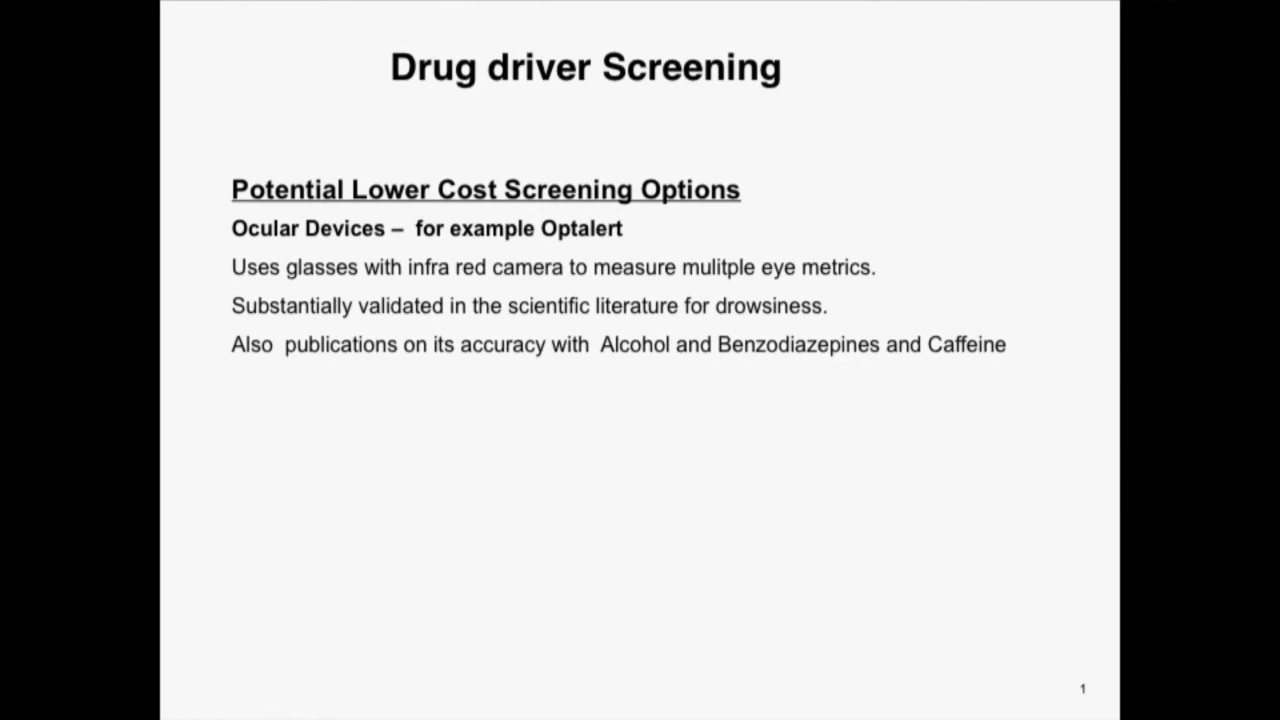 Drug driver Screening
Potential Lower Cost Screening Options
Ocular Devices – for example Optalert
Uses glasses with infra red camera to measure mulitple eye metrics.
Substantially validated in the scientific literature for drowsiness.
Also publications on its accuracy with Alcohol and Benzodiazepines and Caffeine
1